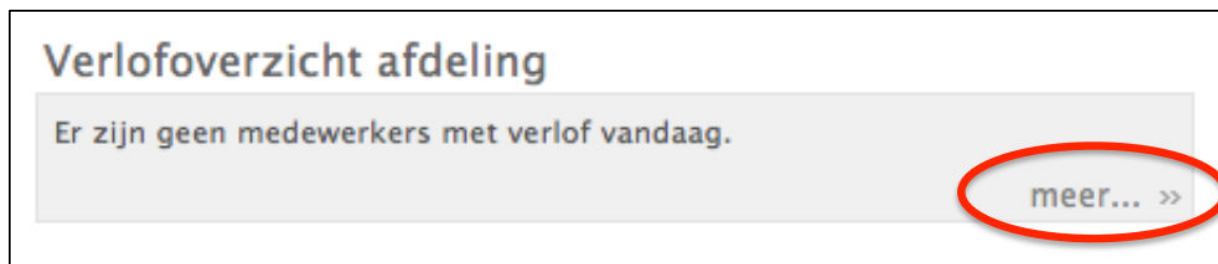 Verlofoverzicht afdeling
Er zijn geen medewerkers met verlof vandaag.
meer... »